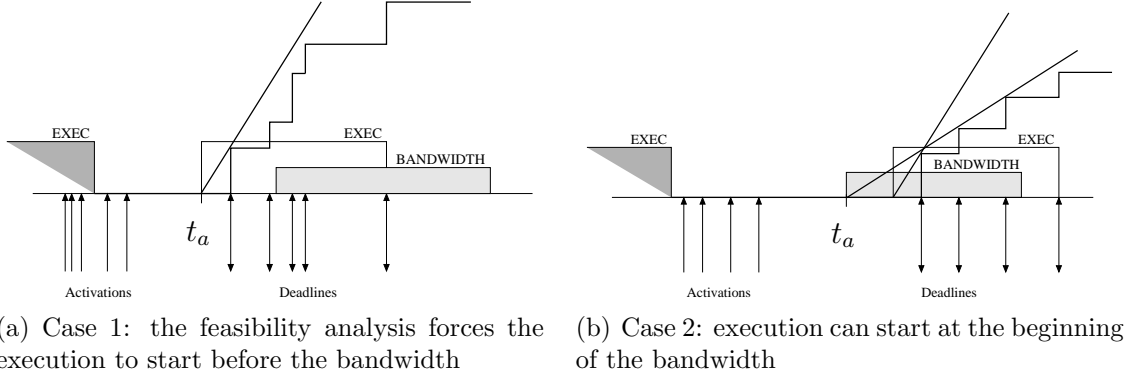 EXEC
EXEC
BANDWIDTH
t_a
Activations
Deadlines
(a) Case 1: the feasibility analysis forces the
execution to start before the bandwidth
EXEC
EXEC
BANDWIDTH
t_a
Activations
Deadlines
(b) Case 2: execution can start at the beginning
of the bandwidth